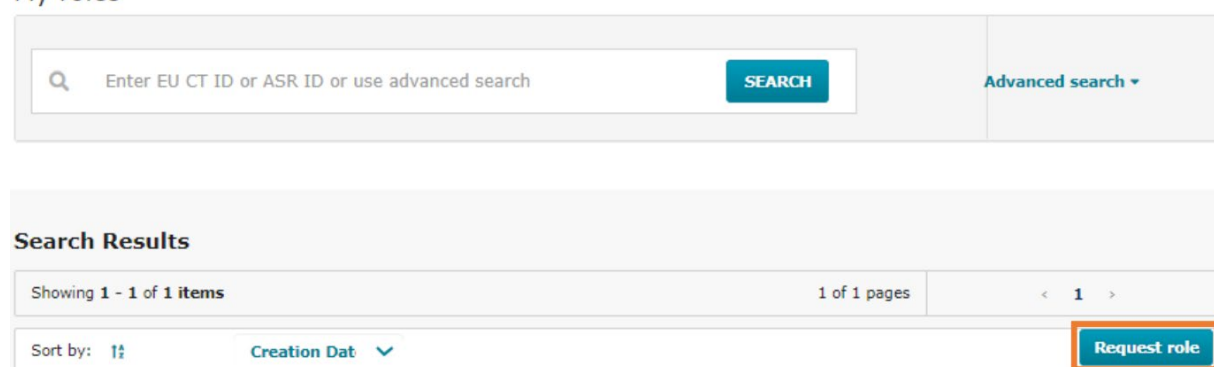 Enter EU CT ID or ASR ID or use advanced search SEARCH Advanced search
Search Results
Showing 1 - 1 of 1 items 1 of 1 pages < 1 >
Sort by: Creation Dat Request role